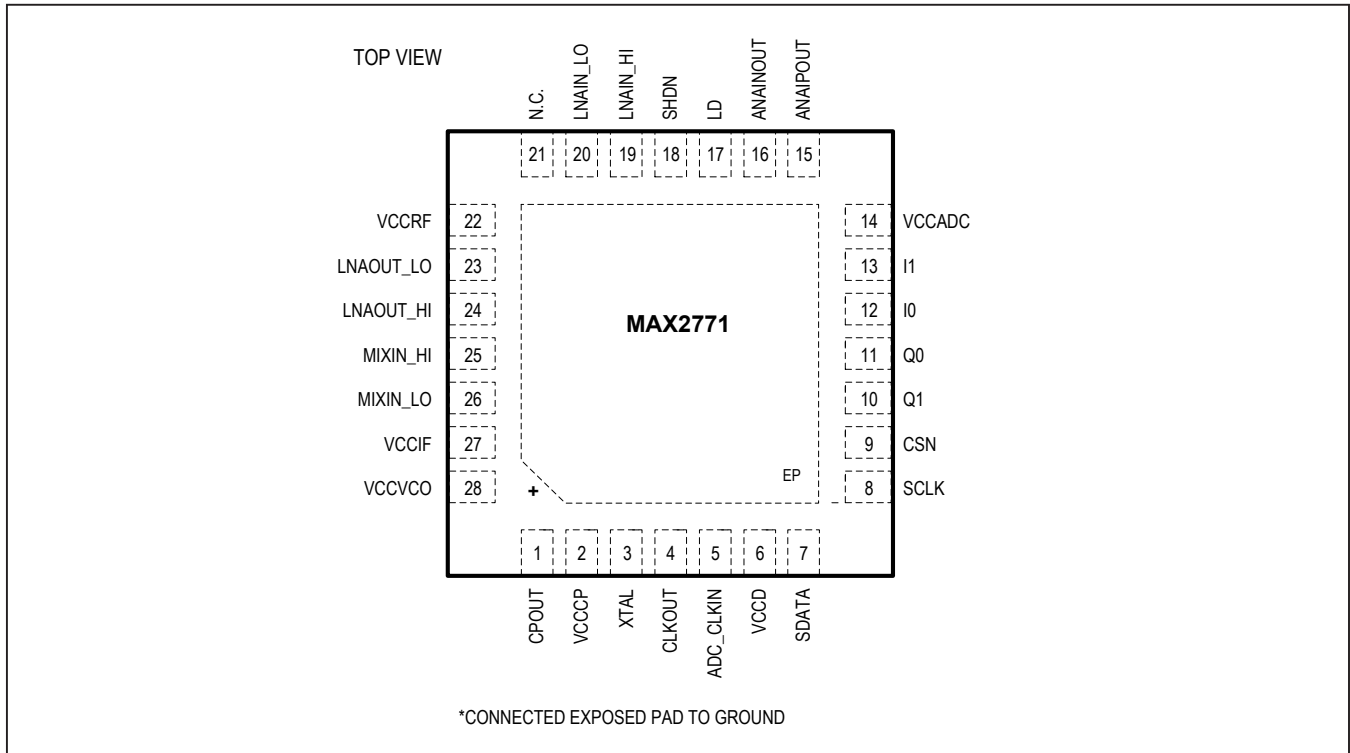 TOP VIEW
N.C.
LNAIN_LO
LNAIN_HI
SHDN
LD
ANAINOUT
ANAIPOUT
21 20 19 18 17 16 15
VCCRF 22
14 VCCADC
LNAOUT_LO 23
13 I1
LNAOUT_HI 24
12 I0
MAX2771
MIXIN_HI 25
11 Q0
MIXIN_LO 26
10 Q1
VCCIF 27
9 CSN
EP
VCCVCO 28
+
8 SCLK
1 2 3 4 5 6 7
CPOUT
VCCCP
XTAL
CLKOUT
ADC_CLKIN
VCCD
SDATA
*CONNECTED EXPOSED PAD TO GROUND